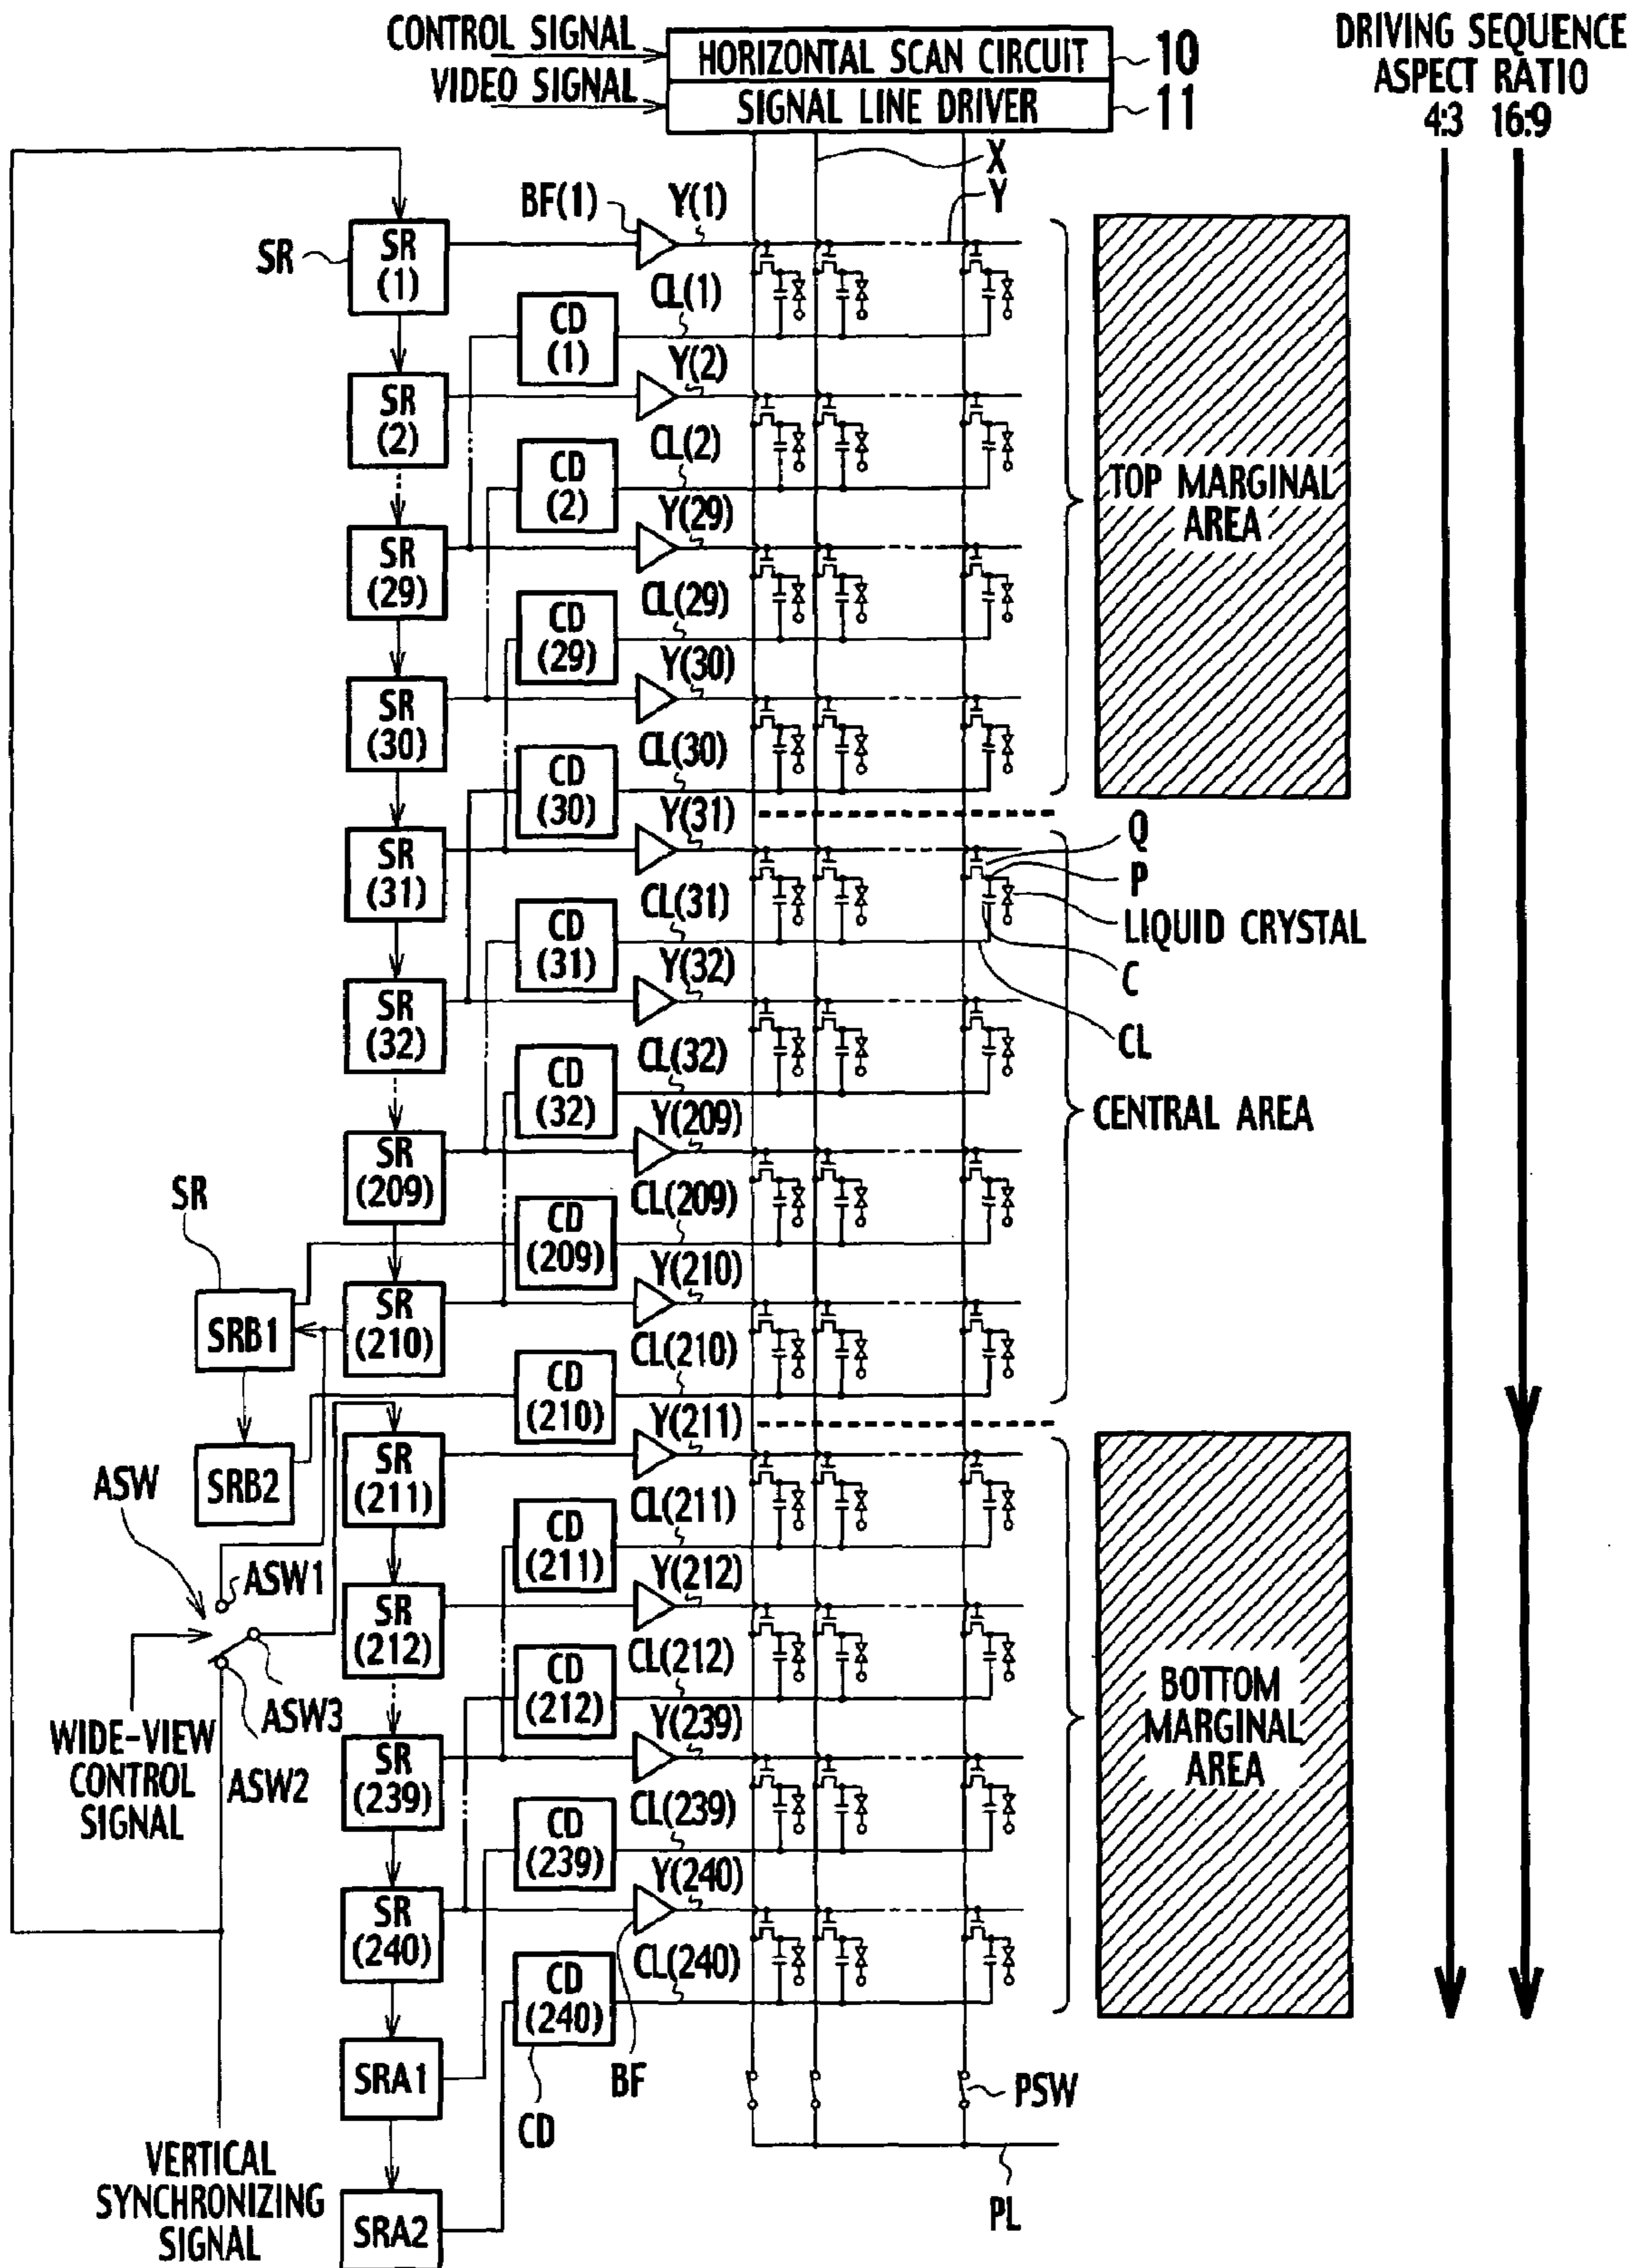 CONTROL SIGNAL
VIDEO SIGNAL
HORIZONTAL SCAN CIRCUIT
10
SIGNAL LINE DRIVER
11
DRIVING SEQUENCE
ASPECT RATIO
4:3 16:9
X
Y
BF(1)
Y(1)
SR
SR
(1)
CL(1)
CD
(1)
Y(2)
SR
(2)
CL(2)
CD
(2)
Y(29)
TOP MARGINAL
AREA
SR
(29)
CL(29)
CD
(29)
Y(30)
SR
(30)
CL(30)
CD
(30)
Y(31)
Q
P
LIQUID CRYSTAL
C
CL
SR
(31)
CL(31)
CD
(31)
Y(32)
SR
(32)
CL(32)
CD
(32)
Y(209)
CENTRAL AREA
SR
(209)
SR
CL(209)
CD
(209)
Y(210)
SRB1
SR
(210)
CL(210)
CD
(210)
Y(211)
SRB2
SR
(211)
ASW
CL(211)
CD
(211)
Y(212)
ASW1
SR
(212)
CL(212)
CD
(212)
Y(239)
BOTTOM
MARGINAL
AREA
ASW3
WIDE-VIEW
CONTROL
SIGNAL
ASW2
SR
(239)
CL(239)
CD
(239)
Y(240)
SR
(240)
CL(240)
CD
(240)
BF
SRA1
CD
PSW
VERTICAL
SYNCHRONIZING
SIGNAL
SRA2
PL